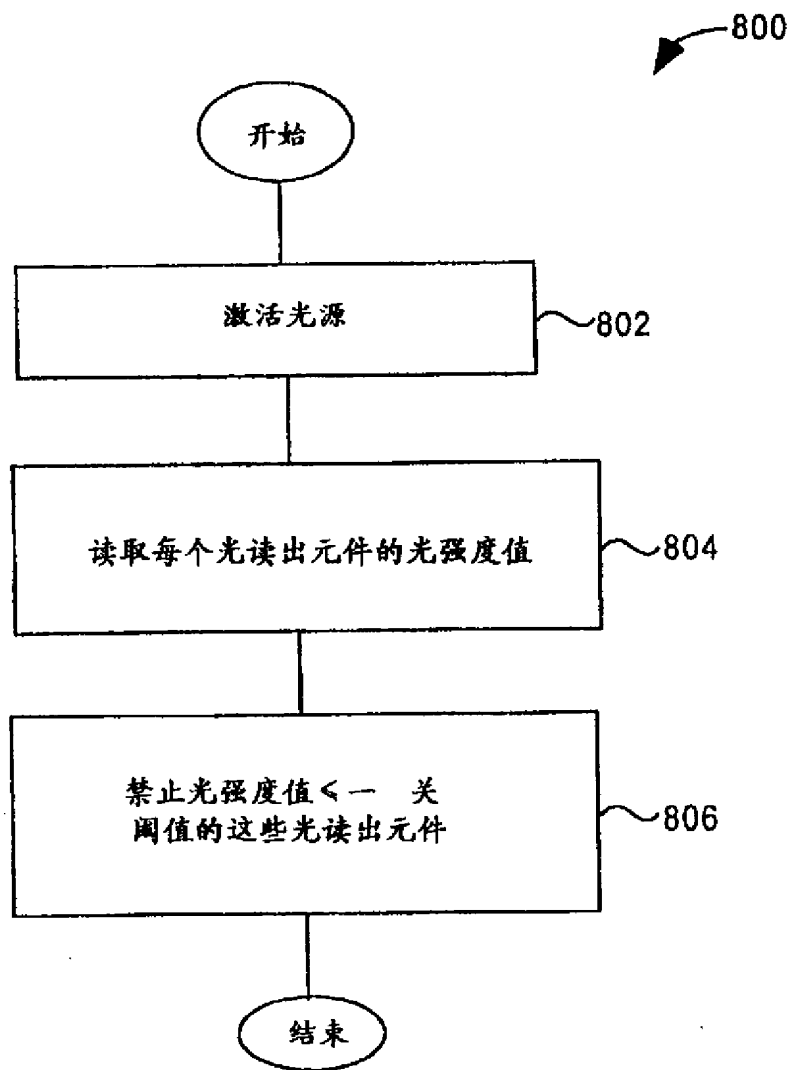 800
开始
激活光源
802
读取每个光读出元件的光强度值
804
禁止光强度值≤一 关
阈值的这些光读出元件
806
结束